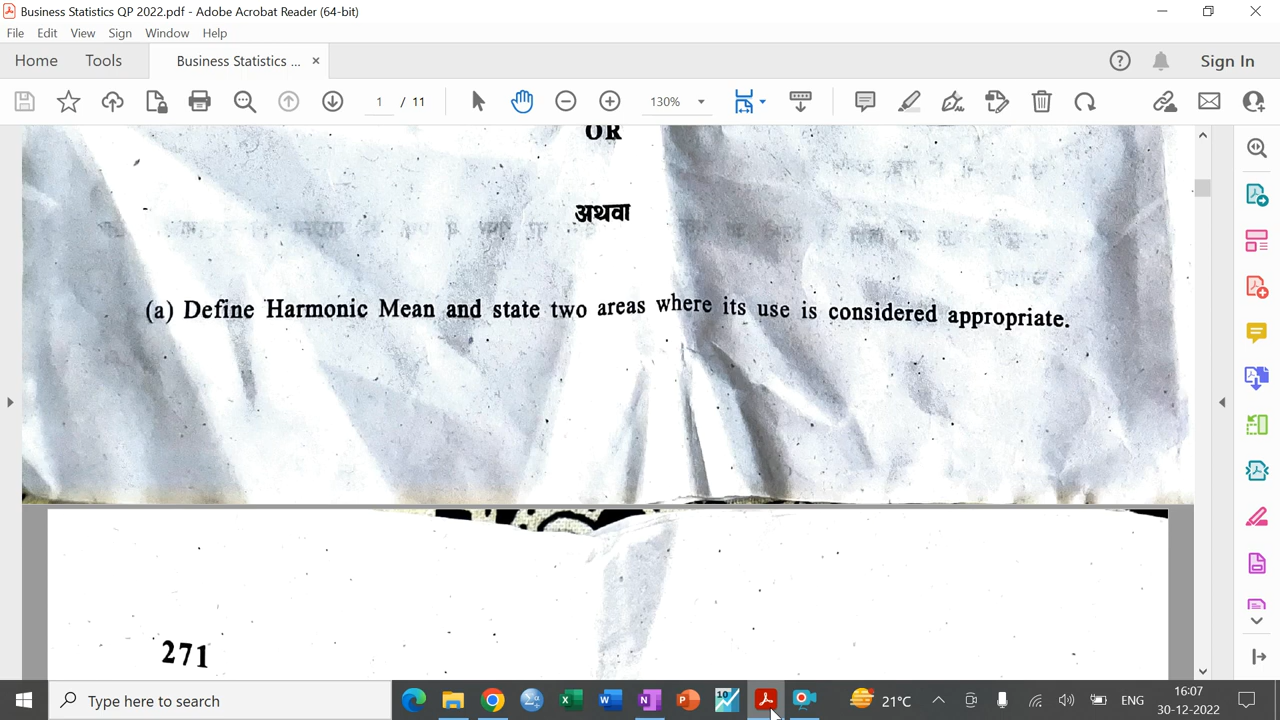 Business Statistics QP 2022.pdf - Adobe Acrobat Reader (64-bit)
File Edit View Sign Window Help
Home Tools Business Statistics ... × Sign In
1 / 11 130%
OR
अथवा
(a) Define Harmonic Mean and state two areas where its use is considered appropriate.
271
Type here to search 21°C ENG 16:07
30-12-2022